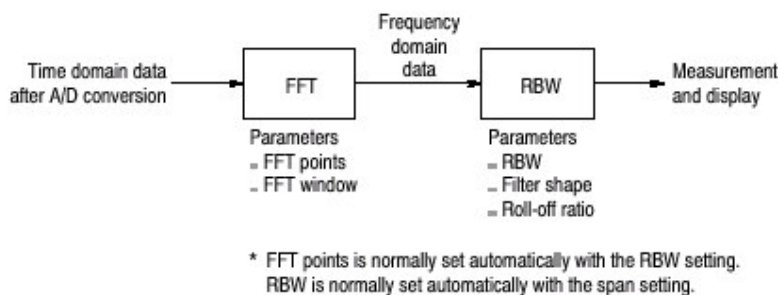 Time domain data
after A/D conversion
FFT
Frequency
domain
data
RBW
Measurement
and display
Parameters
– FFT points
– FFT window
Parameters
– RBW
– Filter shape
– Roll-off ratio
* FFT points is normally set automatically with the RBW setting.
RBW is normally set automatically with the span setting.